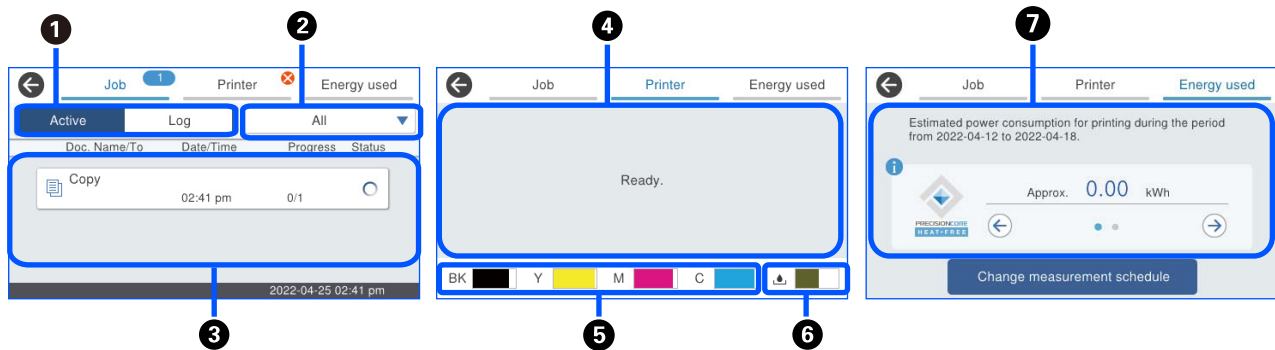 1
2
4
7
Job
1
Printer
Energy used
Active
Log
All
Doc. Name/To
Date/Time
Progress
Status
Copy
02:41 pm
0/1
2022-04-25 02:41 pm
3
Job
Printer
Energy used
Ready.
BK
Y
M
C
5
6
Job
Printer
Energy used
Estimated power consumption for printing during the period
from 2022-04-12 to 2022-04-18.
i
PRECISIONCORE
HEAT-FREE
Approx. 0.00 kWh
Change measurement schedule